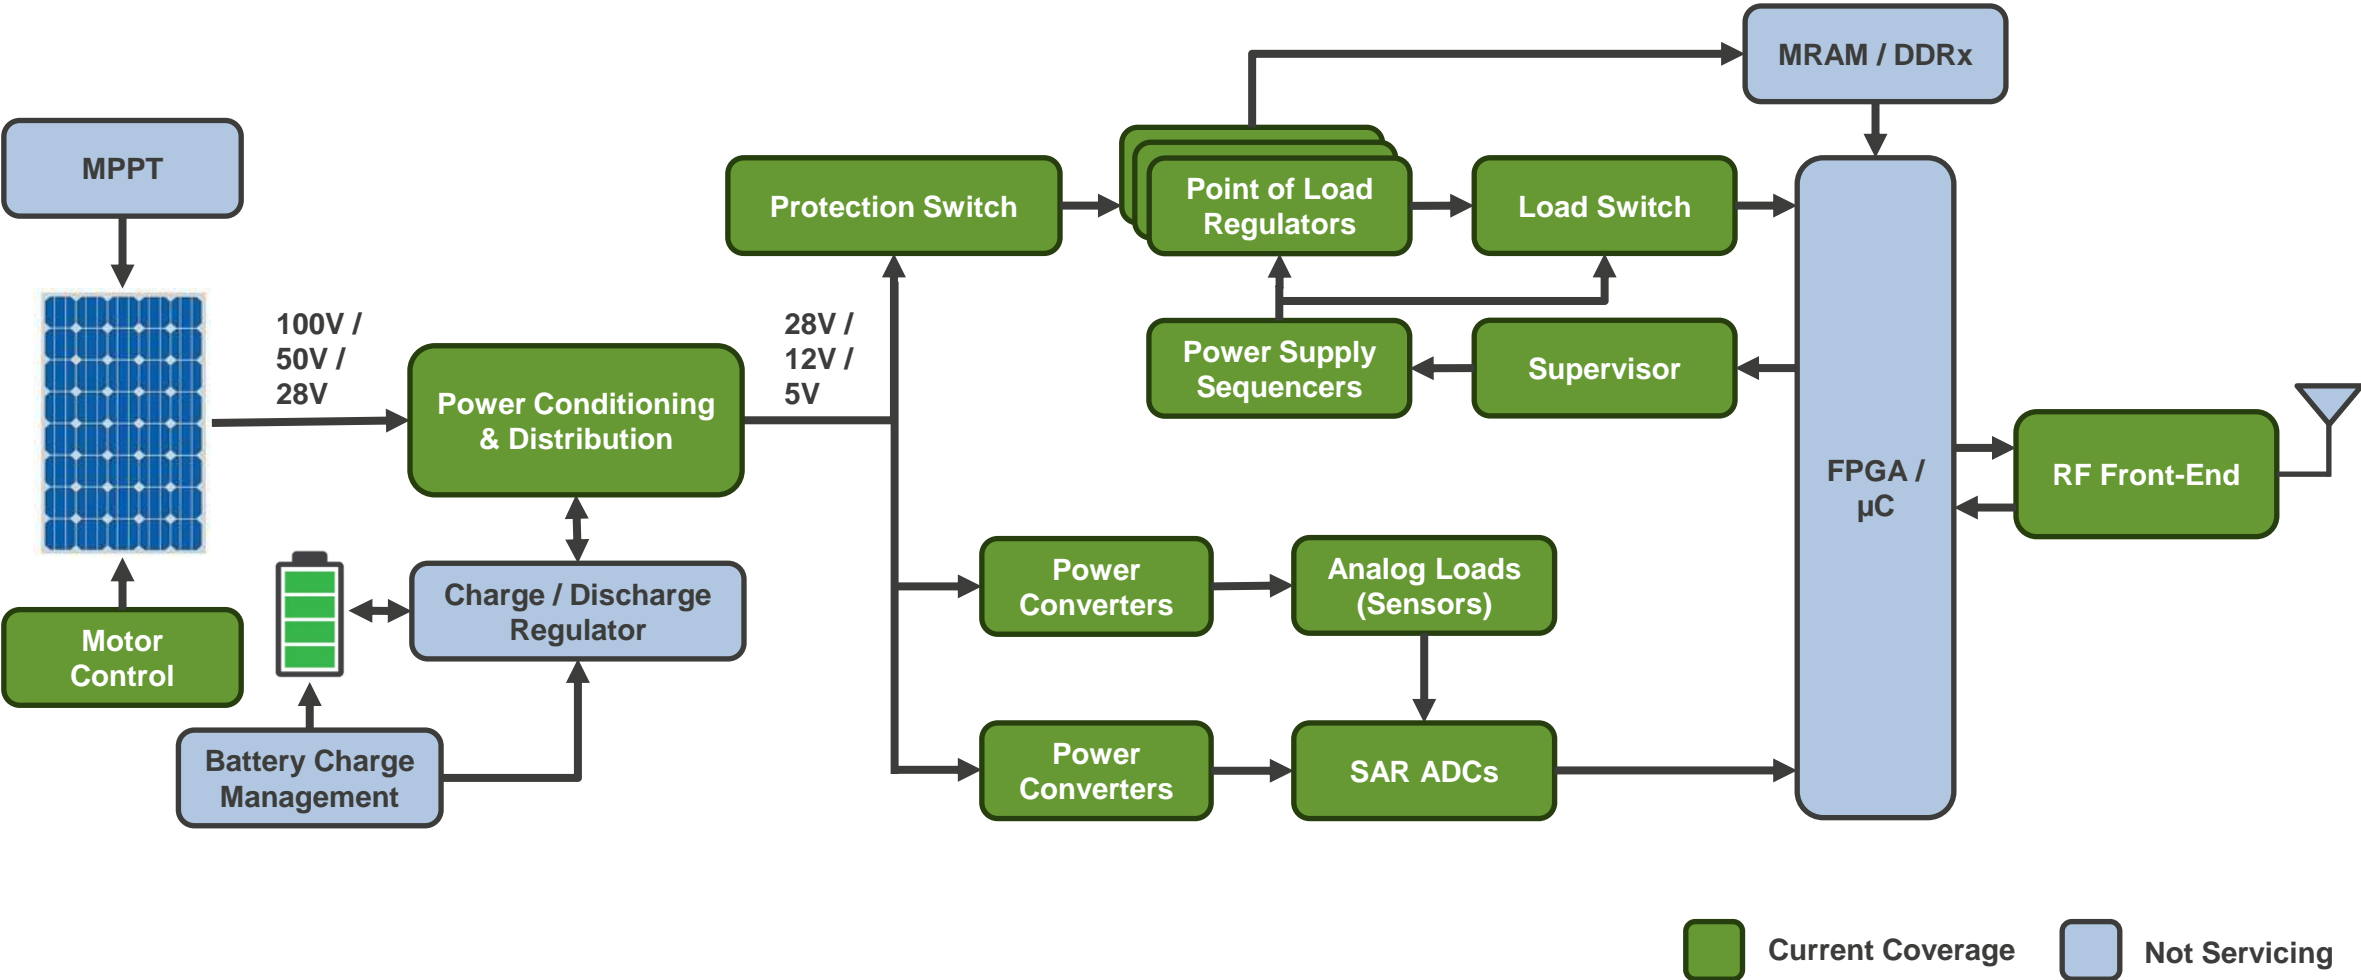 MRAM / DDRx
MPPT
Protection Switch
Point of Load
Regulators
Load Switch
100V /
50V /
28V
28V /
12V /
5V
Power Supply
Sequencers
Supervisor
Power Conditioning
& Distribution
FPGA /
µC
RF Front-End
Charge / Discharge
Regulator
Power
Converters
Analog Loads
(Sensors)
Motor
Control
Battery Charge
Management
Power
Converters
SAR ADCs
Current Coverage
Not Servicing